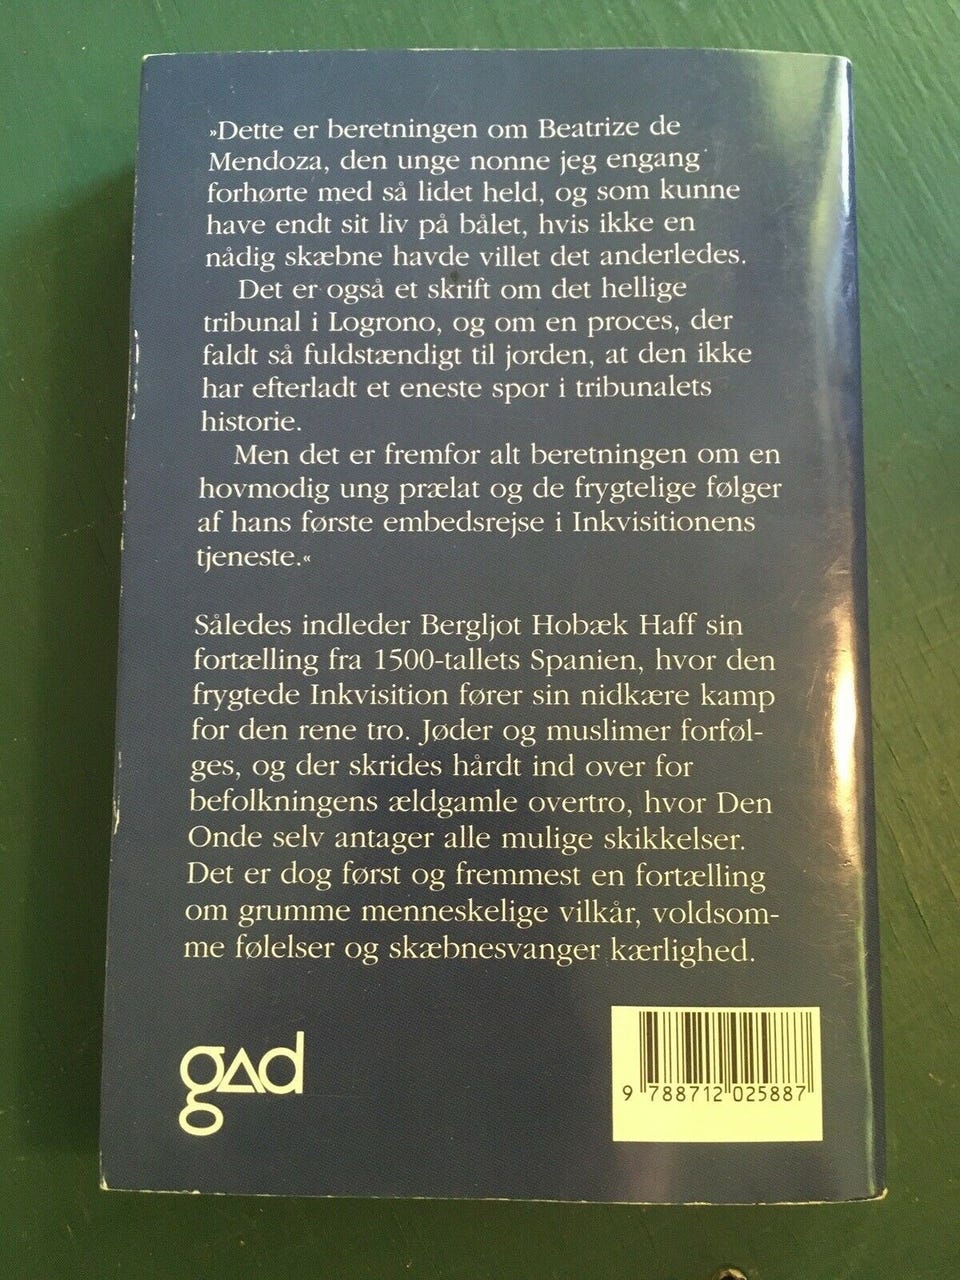 »Dette er beretningen om Beatrize de
Mendoza, den unge nonne jeg engang
forhørte med så lidet held, og som kunne
have endt sit liv på bålet, hvis ikke en
nådig skæbne havde villet det anderledes.
Det er også et skrift om det hellige
tribunal i Logrono, og om en proces, der
faldt så fuldstændigt til jorden, at den ikke
har efterladt et eneste spor i tribunalets
historie.
Men det er fremfor alt beretningen om en
hovmodig ung prælat og de frygtelige følger
af hans første embedsrejse i Inkvisitionens
tjeneste.«
Således indleder Bergljot Hobæk Haff sin
fortælling fra 1500-tallets Spanien, hvor den
frygtede Inkvisition fører sin nidkære kamp
for den rene tro. Jøder og muslimer forføl-
ges, og der skrides hårdt ind over for
befolkningens ældgamle overtro, hvor Den
Onde selv antager alle mulige skikkelser.
Det er dog først og fremmest en fortælling
om grumme menneskelige vilkår, voldsom-
me følelser og skæbnesvanger kærlighed.
gad
9 788712 025887